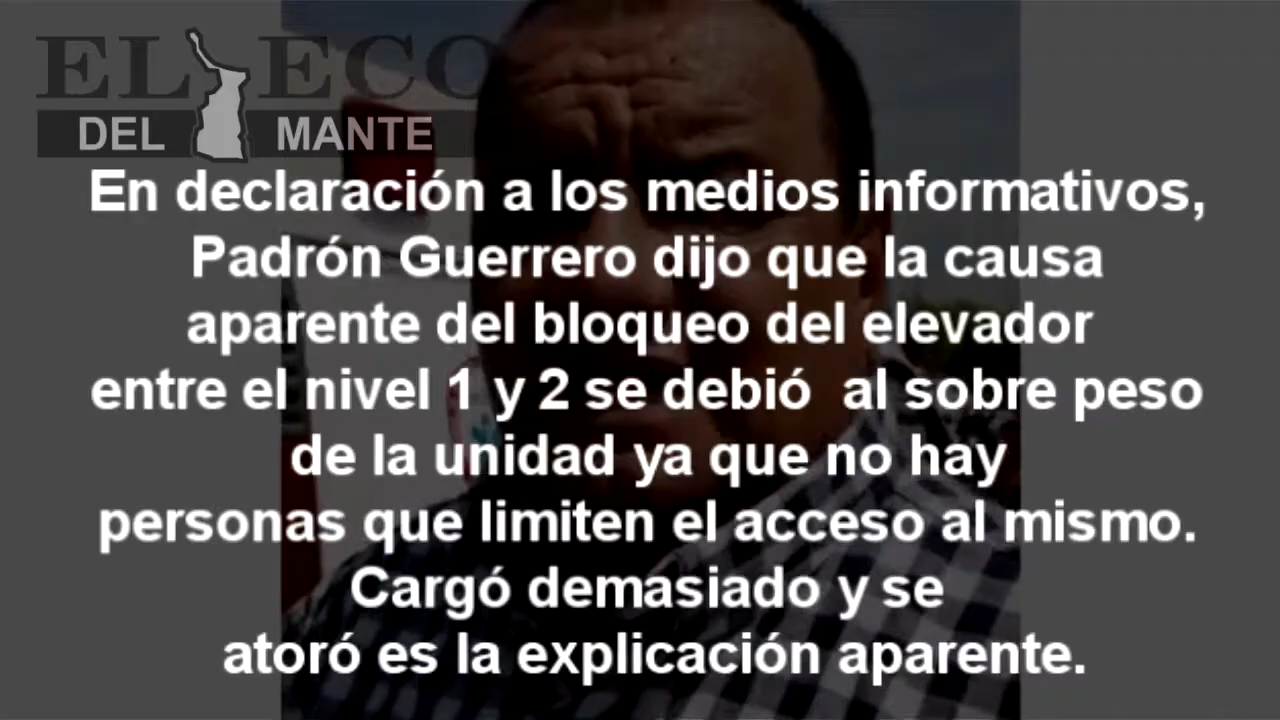 EL ECO
DEL MANTE
En declaración a los medios informativos,
Padrón Guerrero dijo que la causa
aparente del bloqueo del elevador
entre el nivel 1 y 2 se debió  al sobre peso
de la unidad ya que no hay
personas que limiten el acceso al mismo.
Cargó demasiado y se
atoró es la explicación aparente.